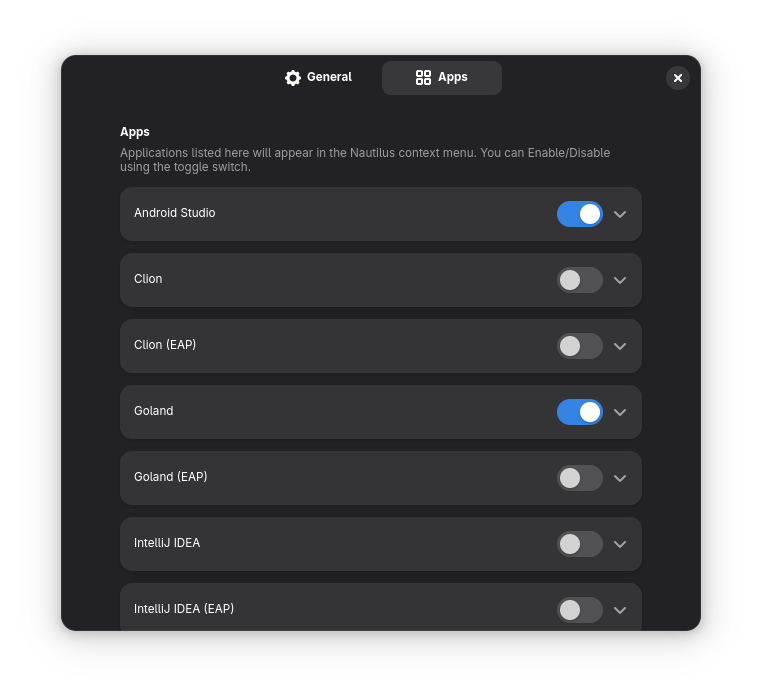 General
Apps
Apps
Applications listed here will appear in the Nautilus context menu. You can Enable/Disable
using the toggle switch.
Android Studio
Clion
Clion (EAP)
Goland
Goland (EAP)
IntelliJ IDEA
IntelliJ IDEA (EAP)